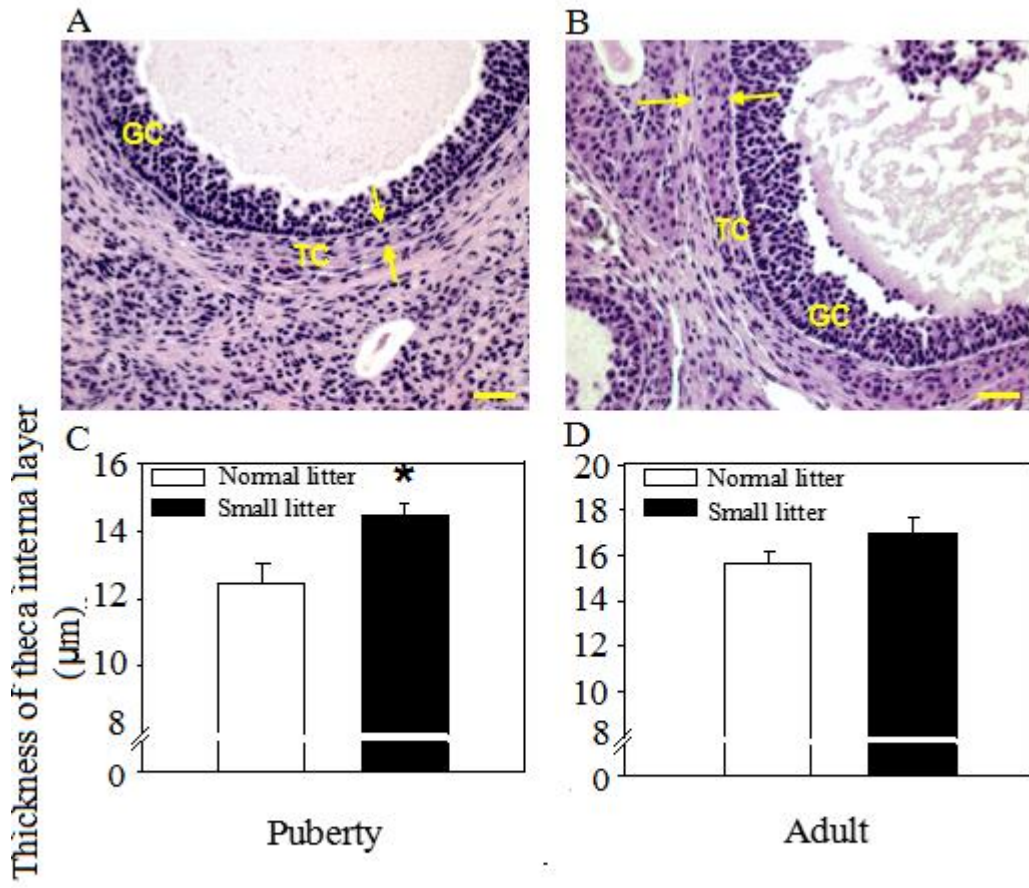 A
B
GC
TC
TC
GC
Thickness of theca interna layer
(µm)
C
16
14
12
10
8
0
Normal litter
Small litter
*
Puberty
D
20
18
16
14
12
10
8
0
Normal litter
Small litter
Adult